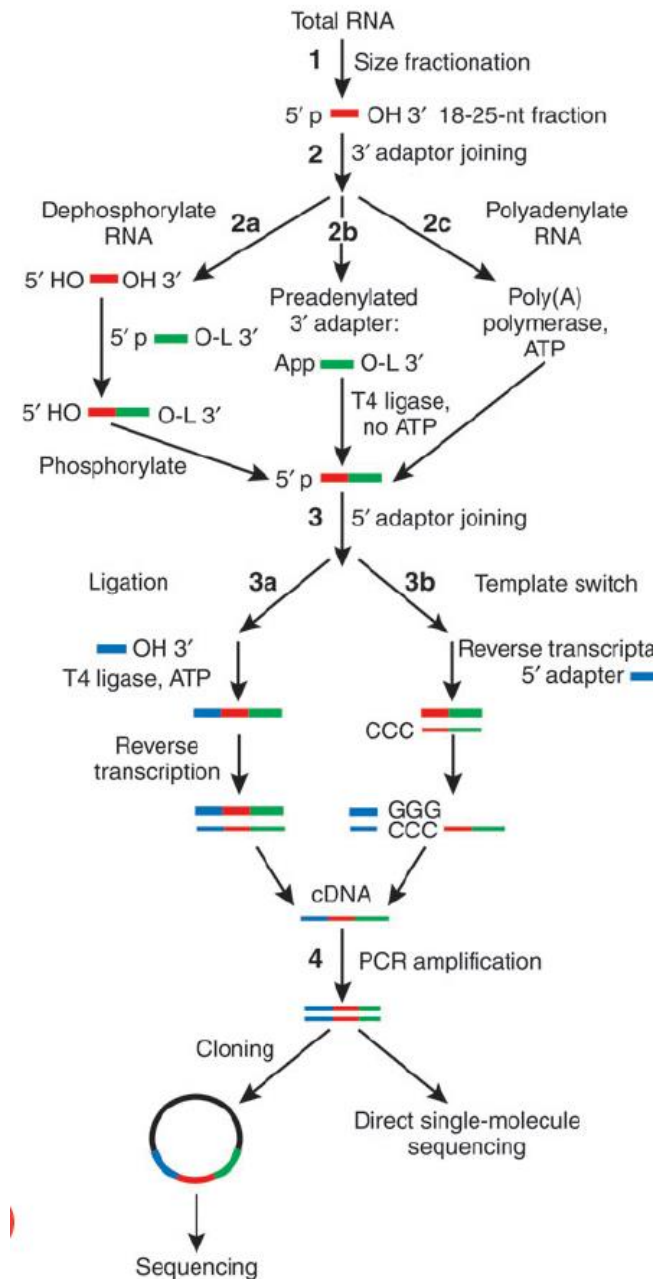 Total RNA
1 Size fractionation
5′ p OH 3′ 18-25-nt fraction
2 3′ adaptor joining
Dephosphorylate
RNA
2a
2b
2c
Polyadenylate
RNA
5′ HO OH 3′
5′ p O-L 3′
5′ HO O-L 3′
Phosphorylate
Preadenylated
3′ adapter:
App O-L 3′
T4 ligase,
no ATP
Poly(A)
polymerase,
ATP
5′ p
3 5′ adaptor joining
Ligation
3a
3b
Template switch
OH 3′
T4 ligase, ATP
Reverse
transcription
Reverse transcripta
5′ adapter
CCC
GGG
CCC
cDNA
4 PCR amplification
Cloning
Direct single-molecule
sequencing
Sequencing